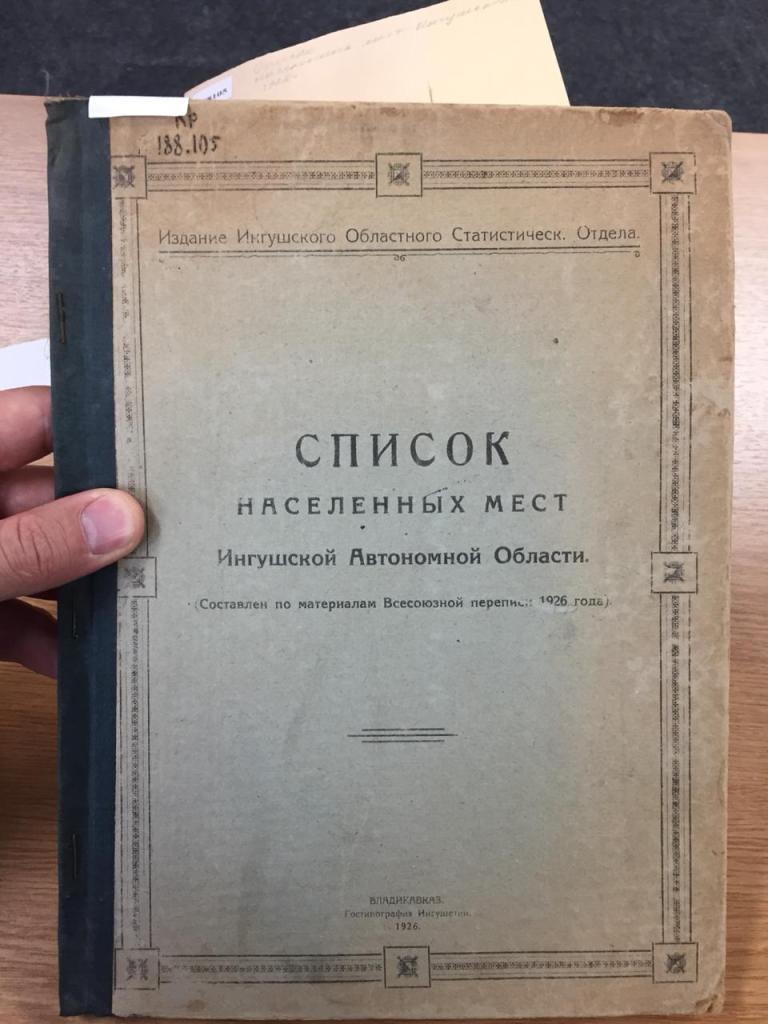 Кр
188.105
Издание Ингушского Областного Статистическ. Отдела.
СПИСОК
НАСЕЛЕННЫХ МЕСТ
Ингушской Автономной Области.
(Составлен по материалам Всесоюзной переписи 1926 года).
ВЛАДИКАВКАЗ.
Гостипография Ингушетии.
1926.